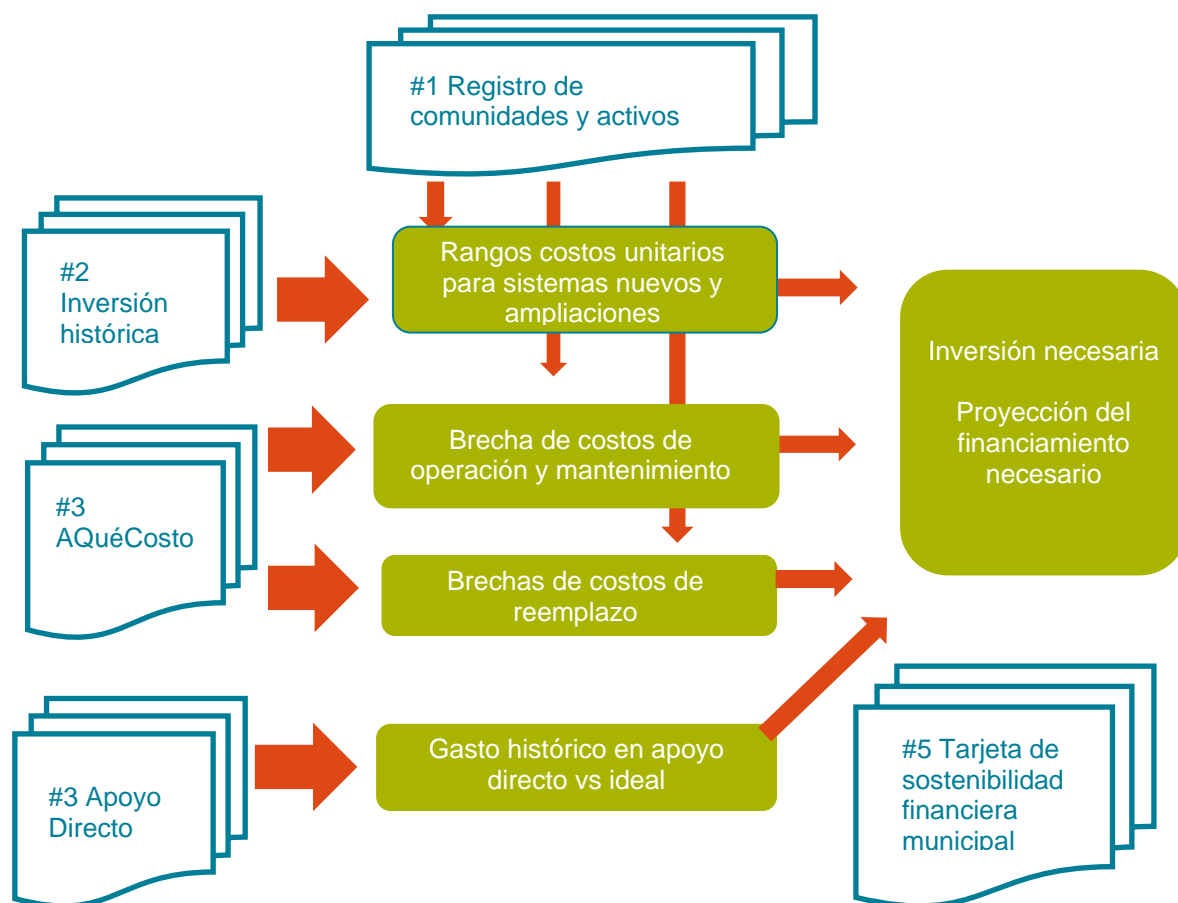 #1 Registro de
comunidades y activos
#2
Inversión
histórica
Rangos costos unitarios
para sistemas nuevos y
ampliaciones
Inversión necesaria
Proyección del
financiamiento
necesario
#3
AQuéCosto
Brecha de costos de
operación y mantenimiento
Brechas de costos de
reemplazo
#3 Apoyo
Directo
Gasto histórico en apoyo
directo vs ideal
#5 Tarjeta de
sostenibilidad
financiera
municipal